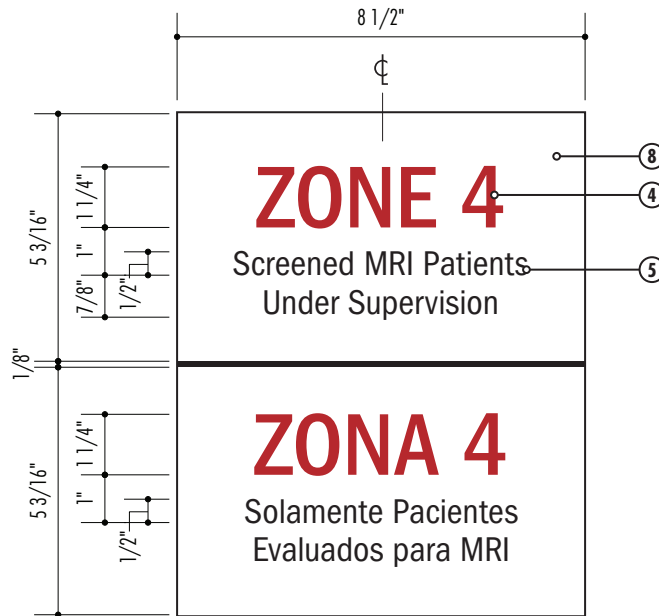 8 1/2"
℄
ZONE 4
Screened MRI Patients
Under Supervision
8
4
5
5 3/16"
1 1/4"
1"
1/2"
7/8"
1/8"
ZONA 4
Solamente Pacientes
Evaluados para MRI
5 3/16"
1 1/4"
1"
1/2"